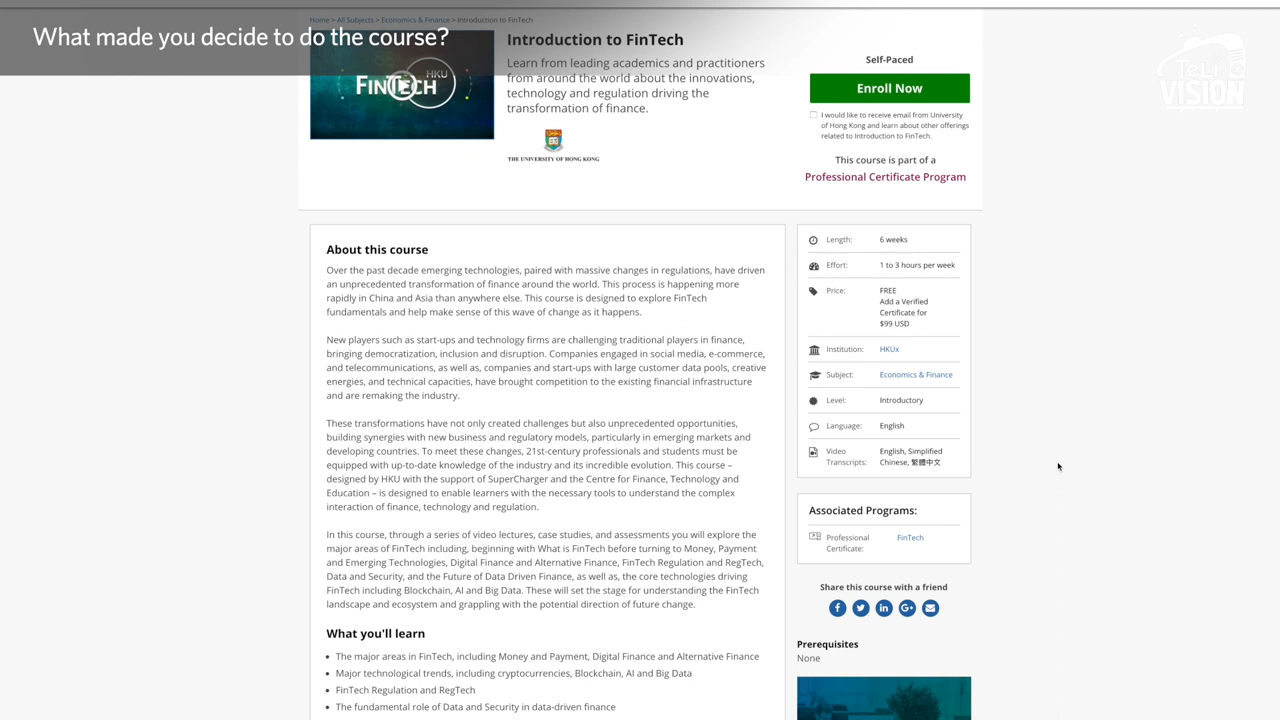 Home > All Subjects > Economics & Finance > Introduction to FinTech
What made you decide to do the course?
TeLiO
VISION
FINTECH
HKU
Introduction to FinTech
Learn from leading academics and practitioners
from around the world about the innovations,
technology and regulation driving the
transformation of finance.
THE UNIVERSITY OF HONG KONG
Self-Paced
Enroll Now
I would like to receive email from University
of Hong Kong and learn about other offerings
related to Introduction to FinTech.
This course is part of a
Professional Certificate Program
About this course
Over the past decade emerging technologies, paired with massive changes in regulations, have driven
an unprecedented transformation of finance around the world. This process is happening more
rapidly in China and Asia than anywhere else. This course is designed to explore FinTech
fundamentals and help make sense of this wave of change as it happens.
New players such as start-ups and technology firms are challenging traditional players in finance,
bringing democratization, inclusion and disruption. Companies engaged in social media, e-commerce,
and telecommunications, as well as, companies and start-ups with large customer data pools, creative
energies, and technical capacities, have brought competition to the existing financial infrastructure
and are remaking the industry.
These transformations have not only created challenges but also unprecedented opportunities,
building synergies with new business and regulatory models, particularly in emerging markets and
developing countries. To meet these changes, 21st-century professionals and students must be
equipped with up-to-date knowledge of the industry and its incredible evolution. This course –
designed by HKU with the support of SuperCharger and the Centre for Finance, Technology and
Education – is designed to enable learners with the necessary tools to understand the complex
interaction of finance, technology and regulation.
In this course, through a series of video lectures, case studies, and assessments you will explore the
major areas of FinTech including, beginning with What is FinTech before turning to Money, Payment
and Emerging Technologies, Digital Finance and Alternative Finance, FinTech Regulation and RegTech,
Data and Security, and the Future of Data Driven Finance, as well as, the core technologies driving
FinTech including Blockchain, AI and Big Data. These will set the stage for understanding the FinTech
landscape and ecosystem and grappling with the potential direction of future change.
What you'll learn
• The major areas in FinTech, including Money and Payment, Digital Finance and Alternative Finance
• Major technological trends, including cryptocurrencies, Blockchain, AI and Big Data
• FinTech Regulation and RegTech
• The fundamental role of Data and Security in data-driven finance
Length: 6 weeks
Effort: 1 to 3 hours per week
Price: FREE
Add a Verified
Certificate for
$99 USD
Institution: HKUx
Subject: Economics & Finance
Level: Introductory
Language: English
Video English, Simplified
Transcripts: Chinese, 繁體中文
Associated Programs:
Professional FinTech
Certificate:
Share this course with a friend
Prerequisites
None